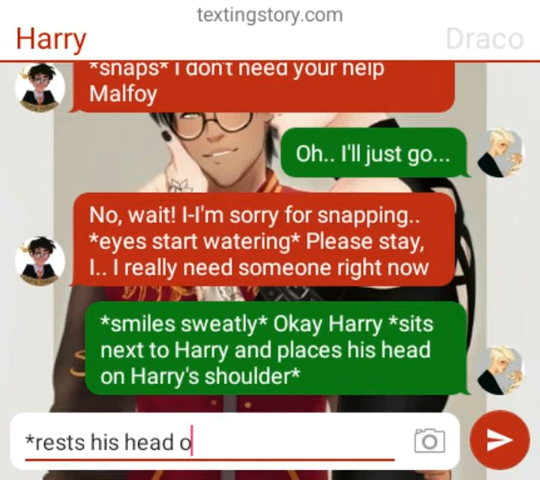 textingstory.com
Harry
Draco
*snaps* I don't need your help
Malfoy
Oh.. I'll just go...
No, wait! I-I'm sorry for snapping..
*eyes start watering* Please stay,
I.. I really need someone right now
*smiles sweatly* Okay Harry *sits
next to Harry and places his head
on Harry's shoulder*
*rests his head o